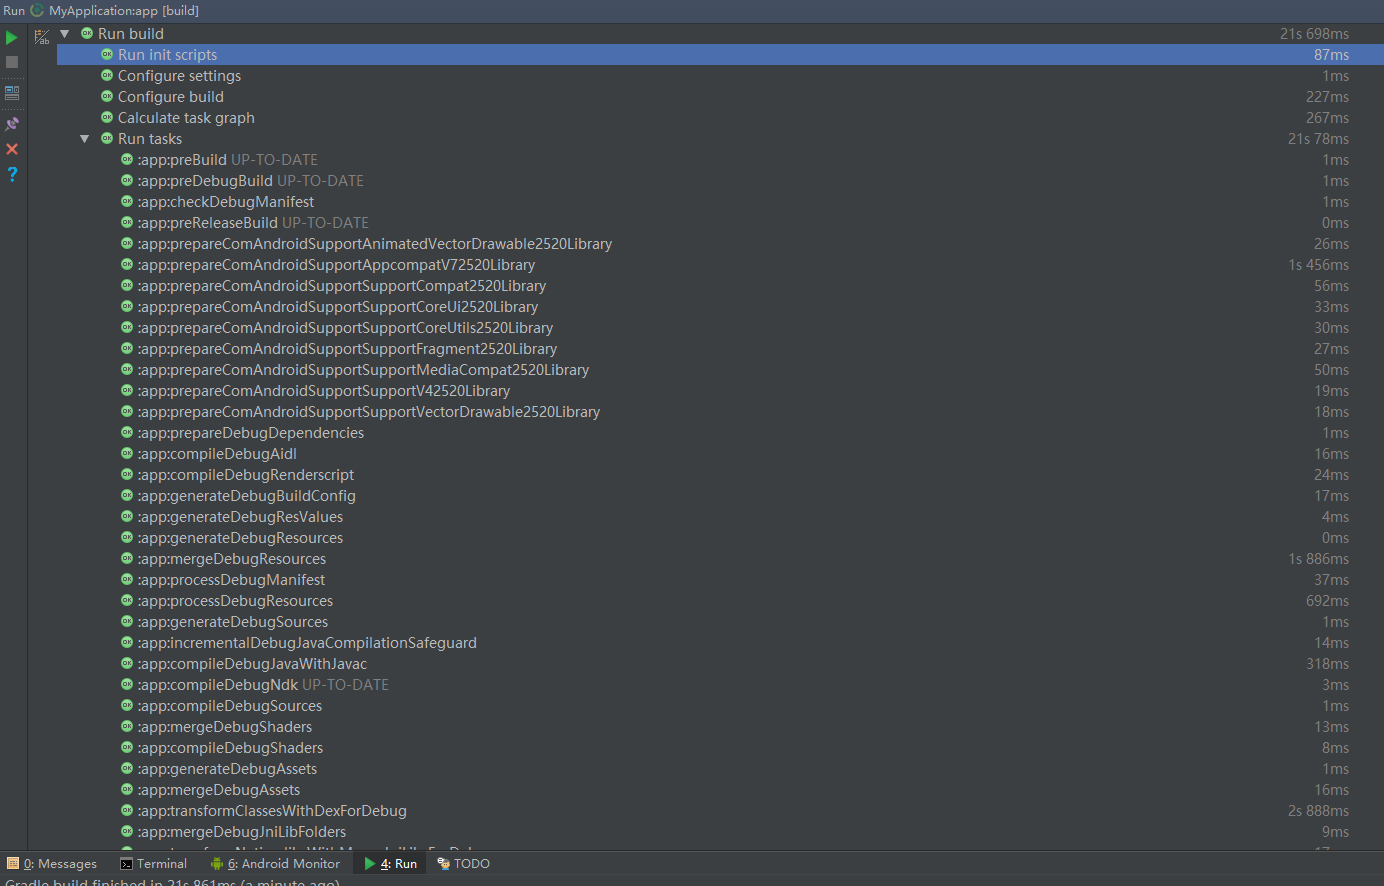 Run MyApplication:app [build]
Run build 21s 698ms
Run init scripts 87ms
Configure settings 1ms
Configure build 227ms
Calculate task graph 267ms
Run tasks 21s 78ms
:app:preBuild UP-TO-DATE 1ms
:app:preDebugBuild UP-TO-DATE 1ms
:app:checkDebugManifest 1ms
:app:preReleaseBuild UP-TO-DATE 0ms
:app:prepareComAndroidSupportAnimatedVectorDrawable2520Library 26ms
:app:prepareComAndroidSupportAppcompatV72520Library 1s 456ms
:app:prepareComAndroidSupportSupportCompat2520Library 56ms
:app:prepareComAndroidSupportSupportCoreUi2520Library 33ms
:app:prepareComAndroidSupportSupportCoreUtils2520Library 30ms
:app:prepareComAndroidSupportSupportFragment2520Library 27ms
:app:prepareComAndroidSupportSupportMediaCompat2520Library 50ms
:app:prepareComAndroidSupportSupportV42520Library 19ms
:app:prepareComAndroidSupportSupportVectorDrawable2520Library 18ms
:app:prepareDebugDependencies 1ms
:app:compileDebugAidl 16ms
:app:compileDebugRenderscript 24ms
:app:generateDebugBuildConfig 17ms
:app:generateDebugResValues 4ms
:app:generateDebugResources 0ms
:app:mergeDebugResources 1s 886ms
:app:processDebugManifest 37ms
:app:processDebugResources 692ms
:app:generateDebugSources 1ms
:app:incrementalDebugJavaCompilationSafeguard 14ms
:app:compileDebugJavaWithJavac 318ms
:app:compileDebugNdk UP-TO-DATE 3ms
:app:compileDebugSources 1ms
:app:mergeDebugShaders 13ms
:app:compileDebugShaders 8ms
:app:generateDebugAssets 1ms
:app:mergeDebugAssets 16ms
:app:transformClassesWithDexForDebug 2s 888ms
:app:mergeDebugJniLibFolders 9ms
0: Messages Terminal 6: Android Monitor 4: Run TODO
Gradle build finished in 21s 861ms (a minute ago)